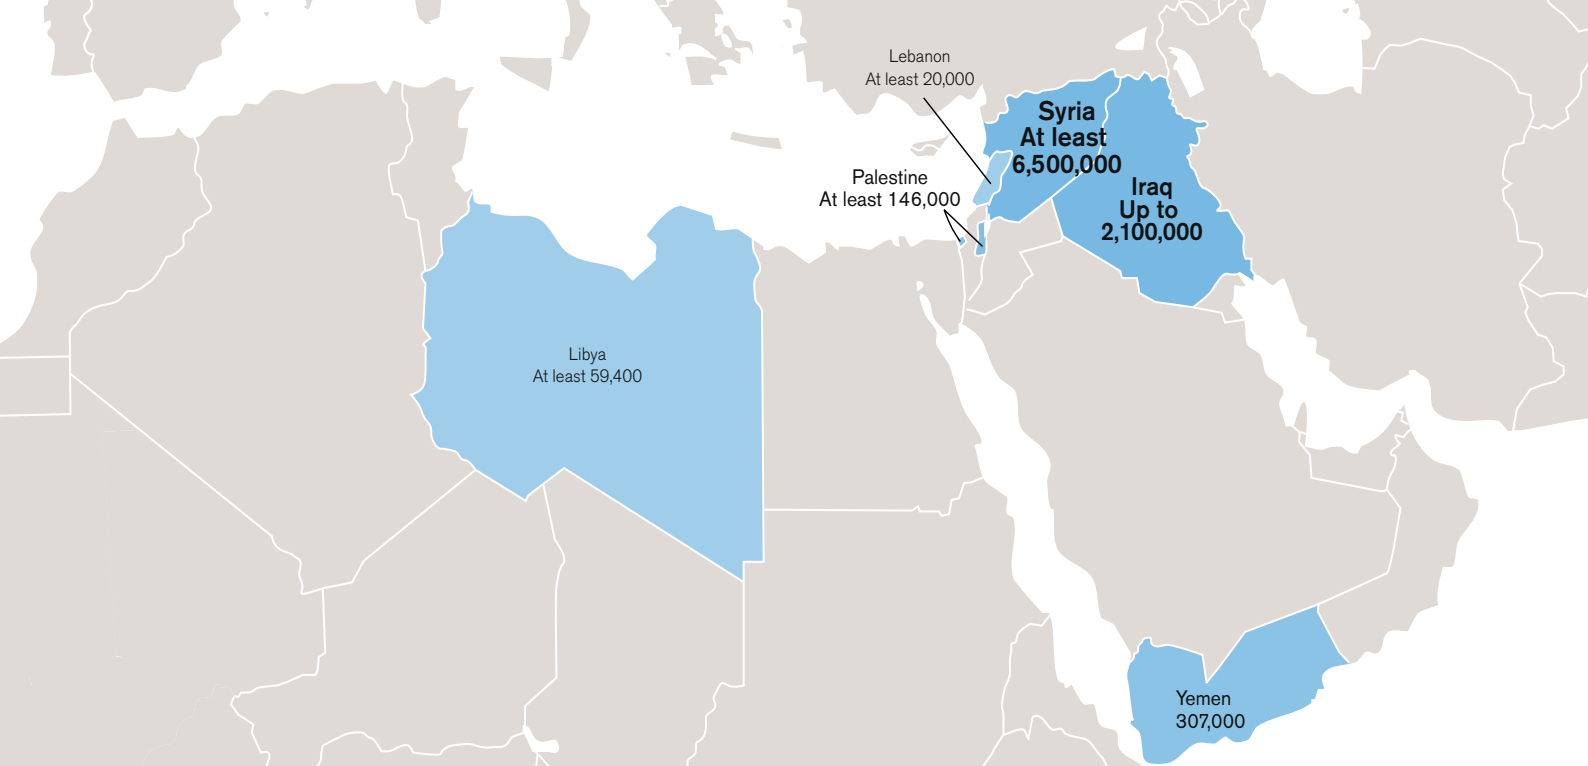 Lebanon
At least 20,000
Syria
At least
6,500,000
Palestine
At least 146,000
Iraq
Up to
2,100,000
Libya
At least 59,400
Yemen
307,000